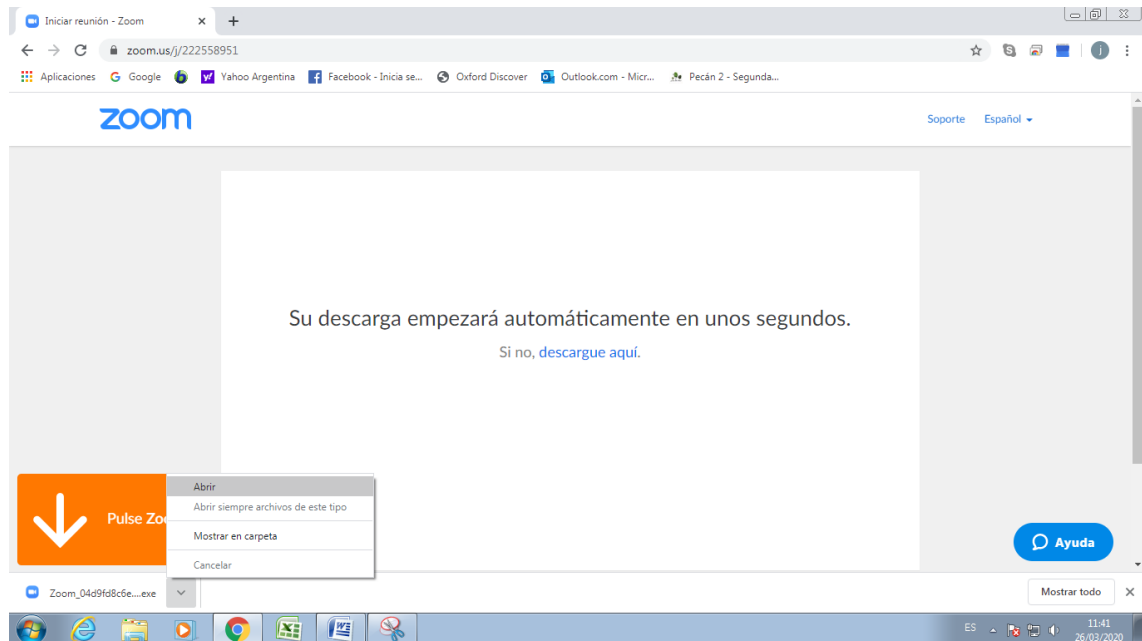 Iniciar reunión - Zoom
zoom.us/j/222558951
Aplicaciones Google Yahoo Argentina Facebook - Inicia se... Oxford Discover Outlook.com - Micr... Pecán 2 - Segunda...
zoom Soporte Español
Su descarga empezará automáticamente en unos segundos.
Si no, descargue aquí.
Abrir
Abrir siempre archivos de este tipo
Pulse Zoo
Mostrar en carpeta
Ayuda
Cancelar
Zoom_04d9fd8c6e....exe Mostrar todo
ES 11:41
26/03/2020